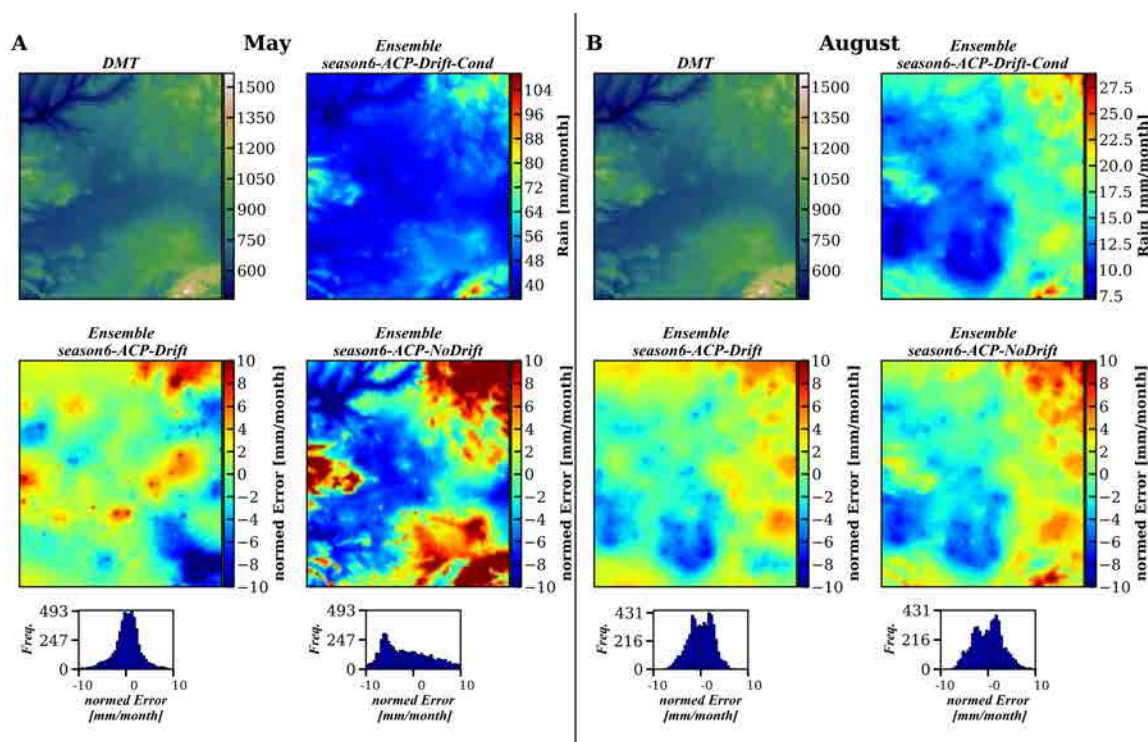 A
May
DMT
Ensemble
season6-ACP-Drift-Cond
1500
1350
1200
1050
900
750
600
104
96
88
80
72
64
56
48
40
Rain [mm/month]
Ensemble
season6-ACP-Drift
Ensemble
season6-ACP-NoDrift
10
8
6
4
2
0
−2
−4
−6
−8
−10
normed Error [mm/month]
10
8
6
4
2
0
−2
−4
−6
−8
−10
normed Error [mm/month]
493
247
0
Freq.
-10
0
10
normed Error
[mm/month]
493
247
0
Freq.
-10
0
10
normed Error
[mm/month]
B
August
DMT
Ensemble
season6-ACP-Drift-Cond
1500
1350
1200
1050
900
750
600
27.5
25.0
22.5
20.0
17.5
15.0
12.5
10.0
7.5
Rain [mm/month]
Ensemble
season6-ACP-Drift
Ensemble
season6-ACP-NoDrift
10
8
6
4
2
0
−2
−4
−6
−8
−10
normed Error [mm/month]
10
8
6
4
2
0
−2
−4
−6
−8
−10
normed Error [mm/month]
431
216
0
Freq.
-10
-0
10
normed Error
[mm/month]
431
216
0
Freq.
-10
-0
10
normed Error
[mm/month]